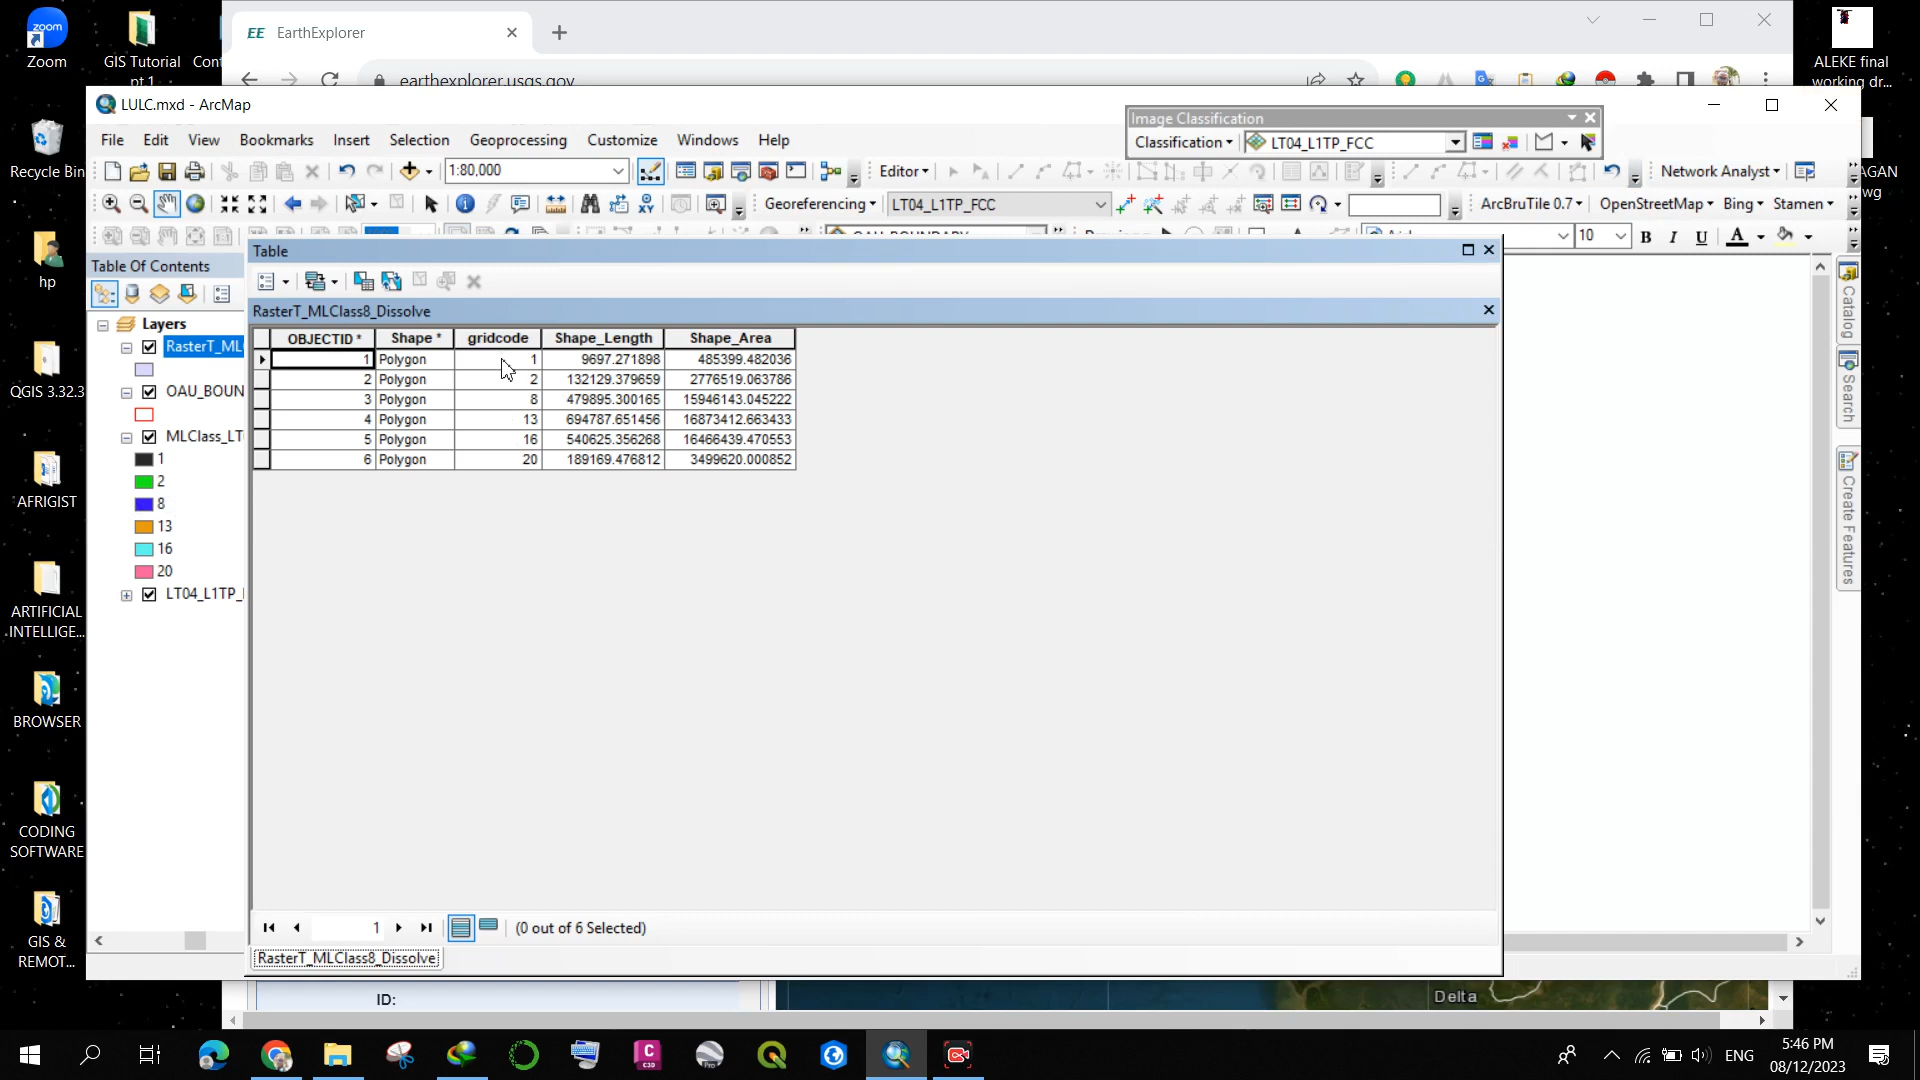 EE EarthExplorer
Zoom
GIS Tutorial
pt 1
earthexplorer.usgs.gov
ALEKE final
working dr...
LULC.mxd - ArcMap
Image Classification
File Edit View Bookmarks Insert Selection Geoprocessing Customize Windows Help
Classification LT04_L1TP_FCC
1:80,000 Editor Network Analyst
Recycle Bin
Georeferencing LT04_L1TP_FCC ArcBruTile 0.7 OpenStreetMap Bing Stamen
10 B I U A
Table Of Contents
Table
hp
RasterT_MLClass8_Dissolve
Layers
RasterT_MLC
OAU_BOUN
MLClass_LT
1
2
8
13
16
20
LT04_L1TP_
OBJECTID * Shape * gridcode Shape_Length Shape_Area
1 Polygon 1 9697.271898 485399.482036
2 Polygon 2 132129.379659 2776519.063786
3 Polygon 8 479895.300165 15946143.045222
4 Polygon 13 694787.651456 16873412.663433
5 Polygon 16 540625.356268 16466439.470553
6 Polygon 20 189169.476812 3499620.000852
Catalog
Search
Create Features
QGIS 3.32.3
AFRIGIST
ARTIFICIAL
INTELLIGE...
BROWSER
CODING
SOFTWARE
GIS &
REMOT...
1 (0 out of 6 Selected)
RasterT_MLClass8_Dissolve
ID:
Delta
ENG
5:46 PM
08/12/2023